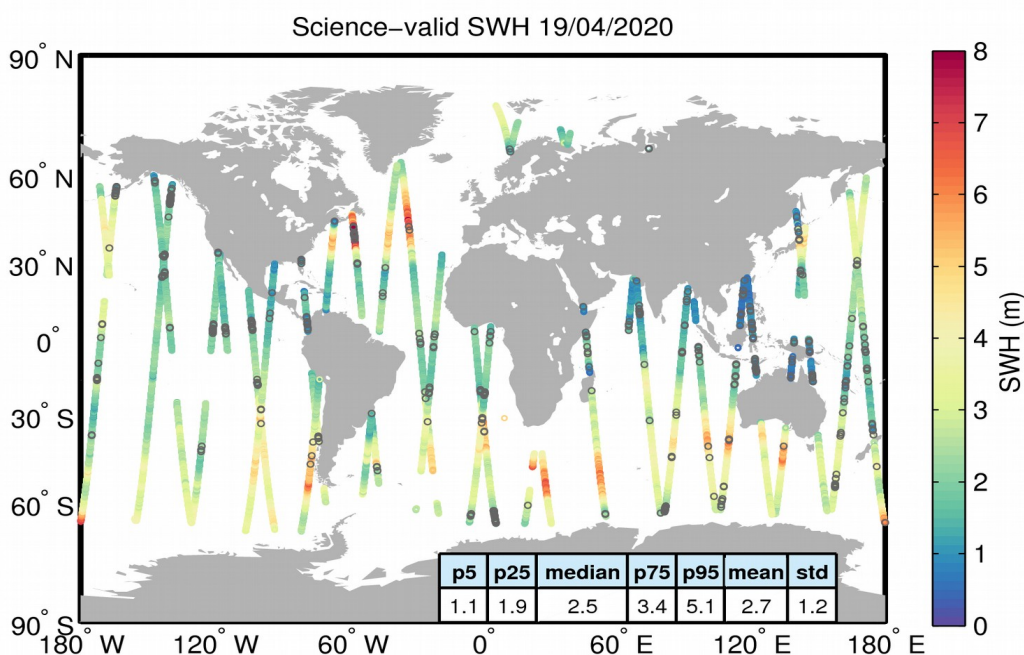 Science−valid SWH 19/04/2020
90° N
60° N
30° N
0°
30° S
60° S
90° S
180° W
120° W
60° W
0°
60° E
120° E
180° E
p5 p25 median p75 p95 mean std
1.1 1.9 2.5 3.4 5.1 2.7 1.2
8
7
6
5
4
3
2
1
0
SWH (m)